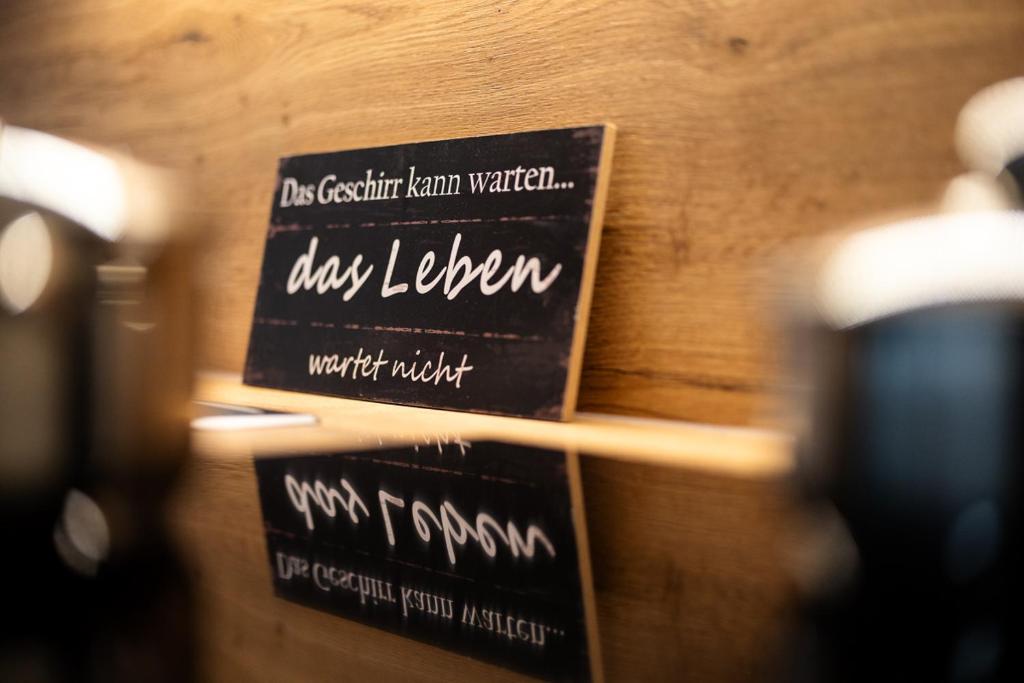 Das Geschirr kann warten...
das Leben
wartet nicht